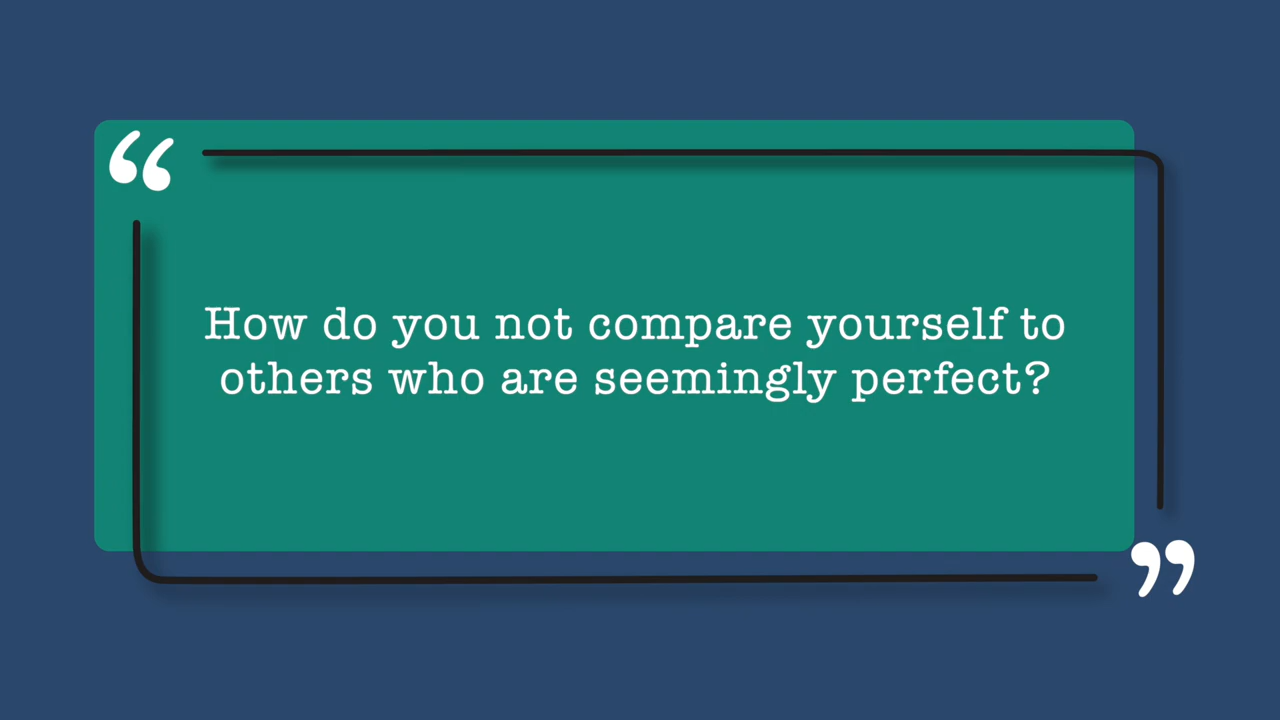 “
How do you not compare yourself to
others who are seemingly perfect?
”